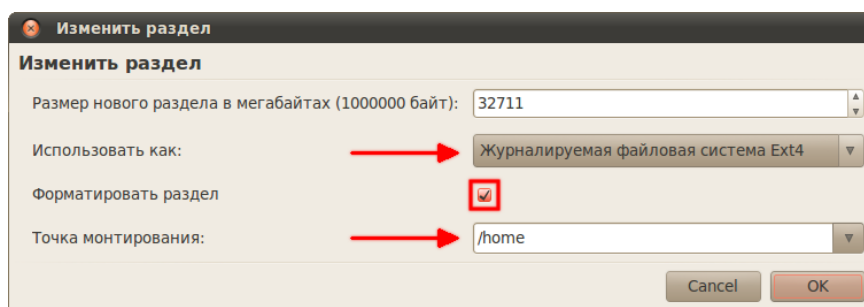 Изменить раздел
Изменить раздел
Размер нового раздела в мегабайтах (1000000 байт): 32711
Использовать как: Журналируемая файловая система Ext4
Форматировать раздел
Точка монтирования: /home
Cancel OK